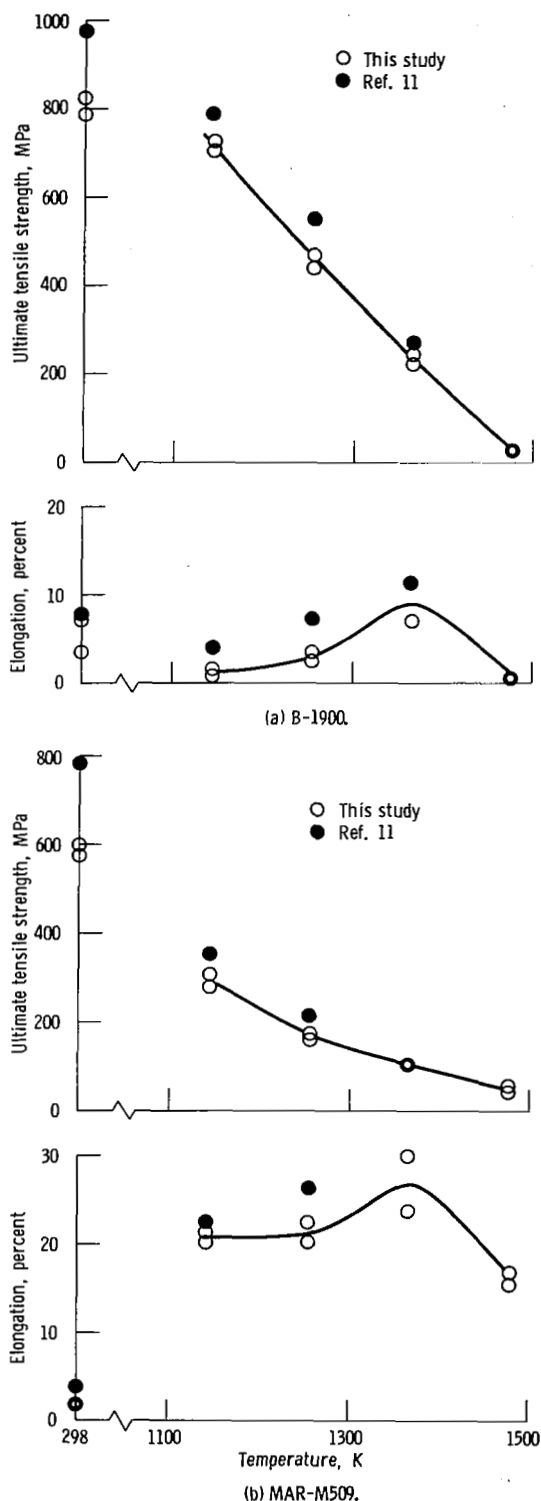 1000
800
600
400
200
0
Ultimate tensile strength, MPa
This study
Ref. 11
20
10
0
Elongation, percent
(a) B-1900.
800
600
400
200
0
Ultimate tensile strength, MPa
This study
Ref. 11
30
20
10
0
Elongation, percent
298
1100
1300
1500
Temperature, K
(b) MAR-M509.